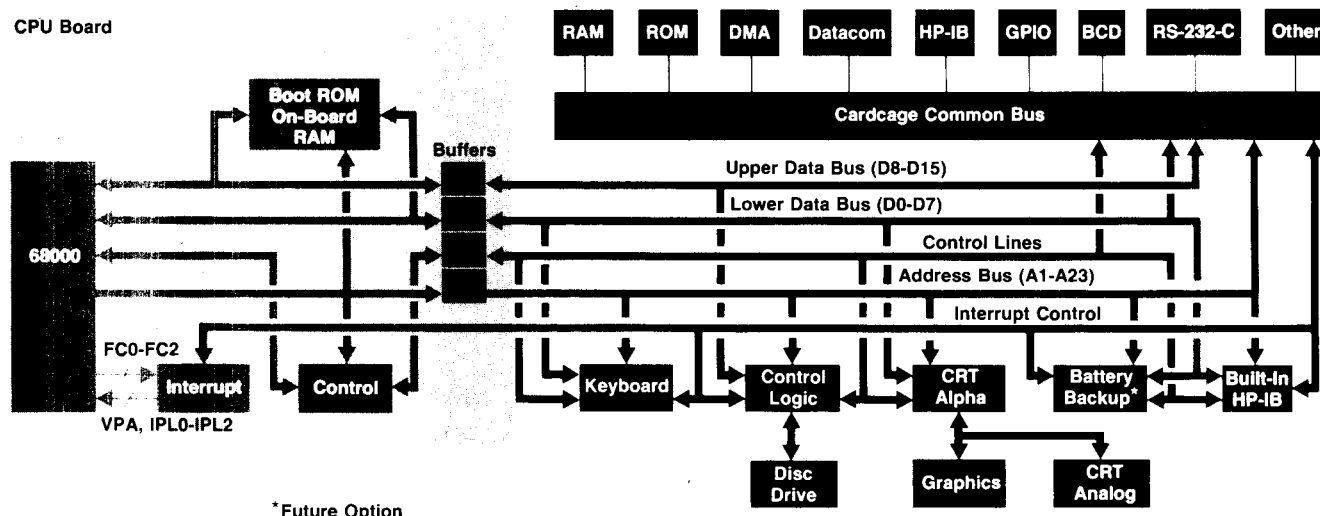 CPU Board
RAM
ROM
DMA
Datacom
HP-IB
GPIO
BCD
RS-232-C
Other
Cardcage Common Bus
Boot ROM
On-Board
RAM
Buffers
Upper Data Bus (D8-D15)
Lower Data Bus (D0-D7)
68000
Control Lines
Address Bus (A1-A23)
Interrupt Control
FC0-FC2
Interrupt
VPA, IPL0-IPL2
Control
Keyboard
Control
Logic
CRT
Alpha
Battery
Backup*
Built-In
HP-IB
Disc
Drive
Graphics
CRT
Analog
*Future Option